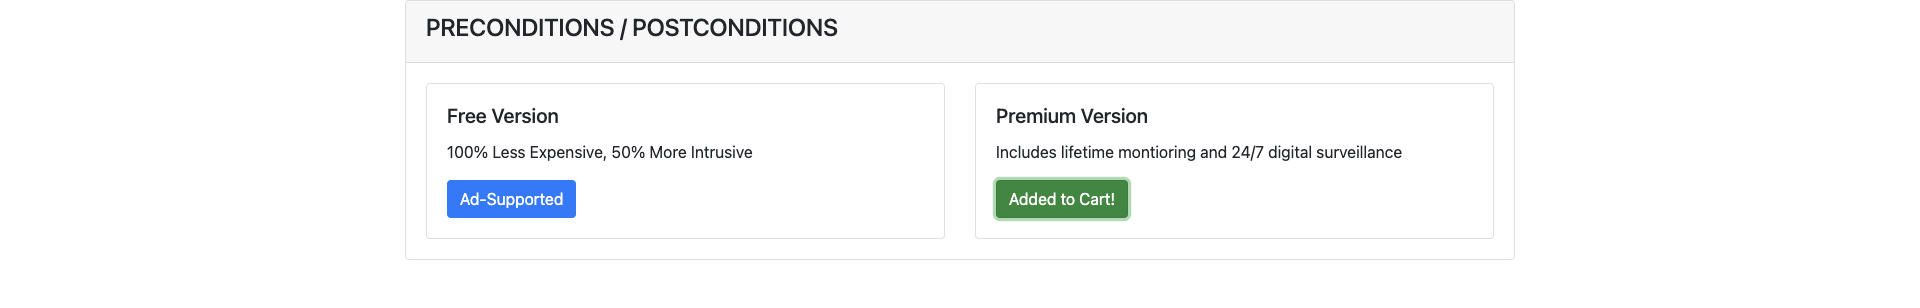 PRECONDITIONS / POSTCONDITIONS
Free Version
100% Less Expensive, 50% More Intrusive
Ad-Supported
Premium Version
Includes lifetime montioring and 24/7 digital surveillance
Added to Cart!